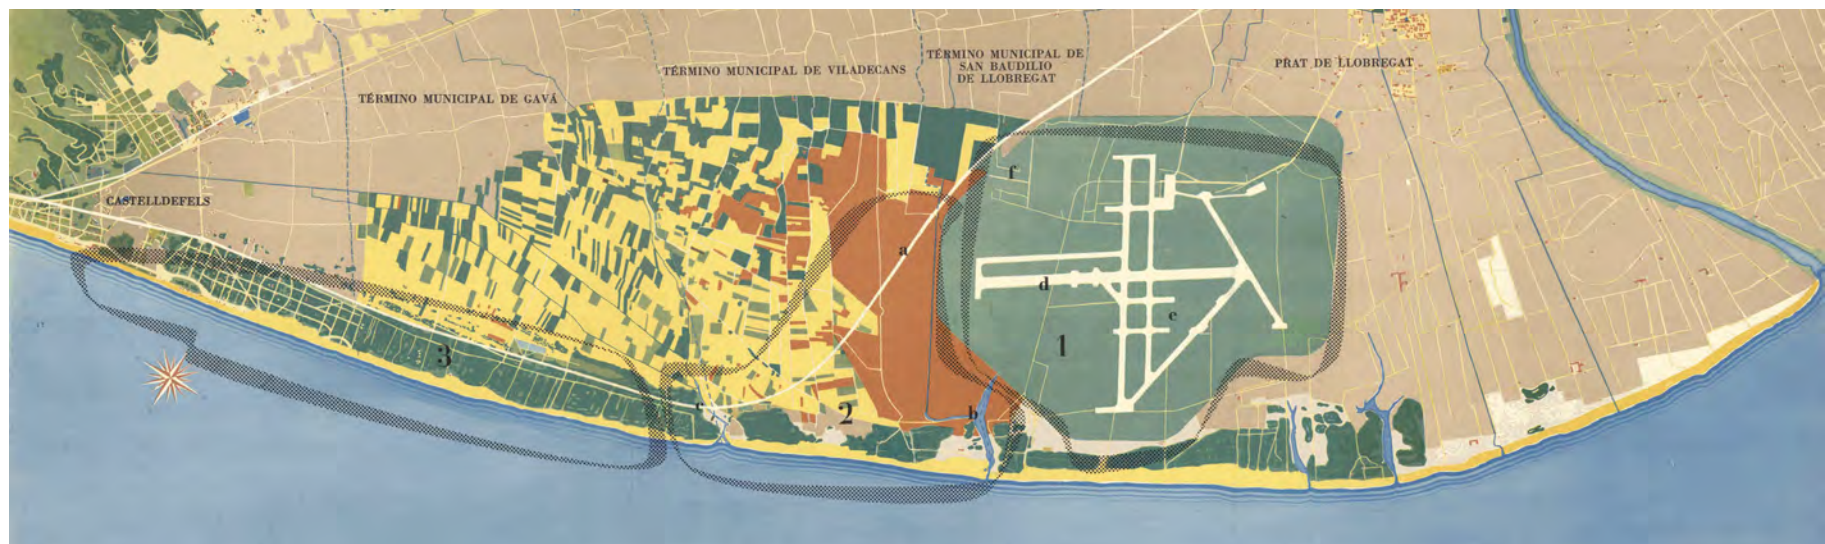 TÉRMINO MUNICIPAL DE
SAN BAUDILIO
DE LLOBREGAT
PRAT DE LLOBREGAT
TÉRMINO MUNICIPAL DE VILADECANS
TÉRMINO MUNICIPAL DE GAVÁ
f
CASTELLDEFELS
a
d
e
1
3
c
2
b